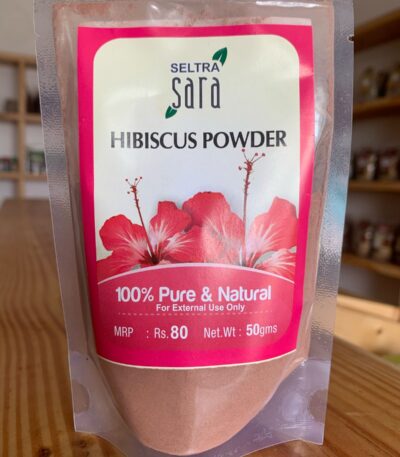 SELTRA
sara
HIBISCUS POWDER
100% Pure & Natural
For External Use Only
MRP : Rs. 80 Net.Wt : 50gms